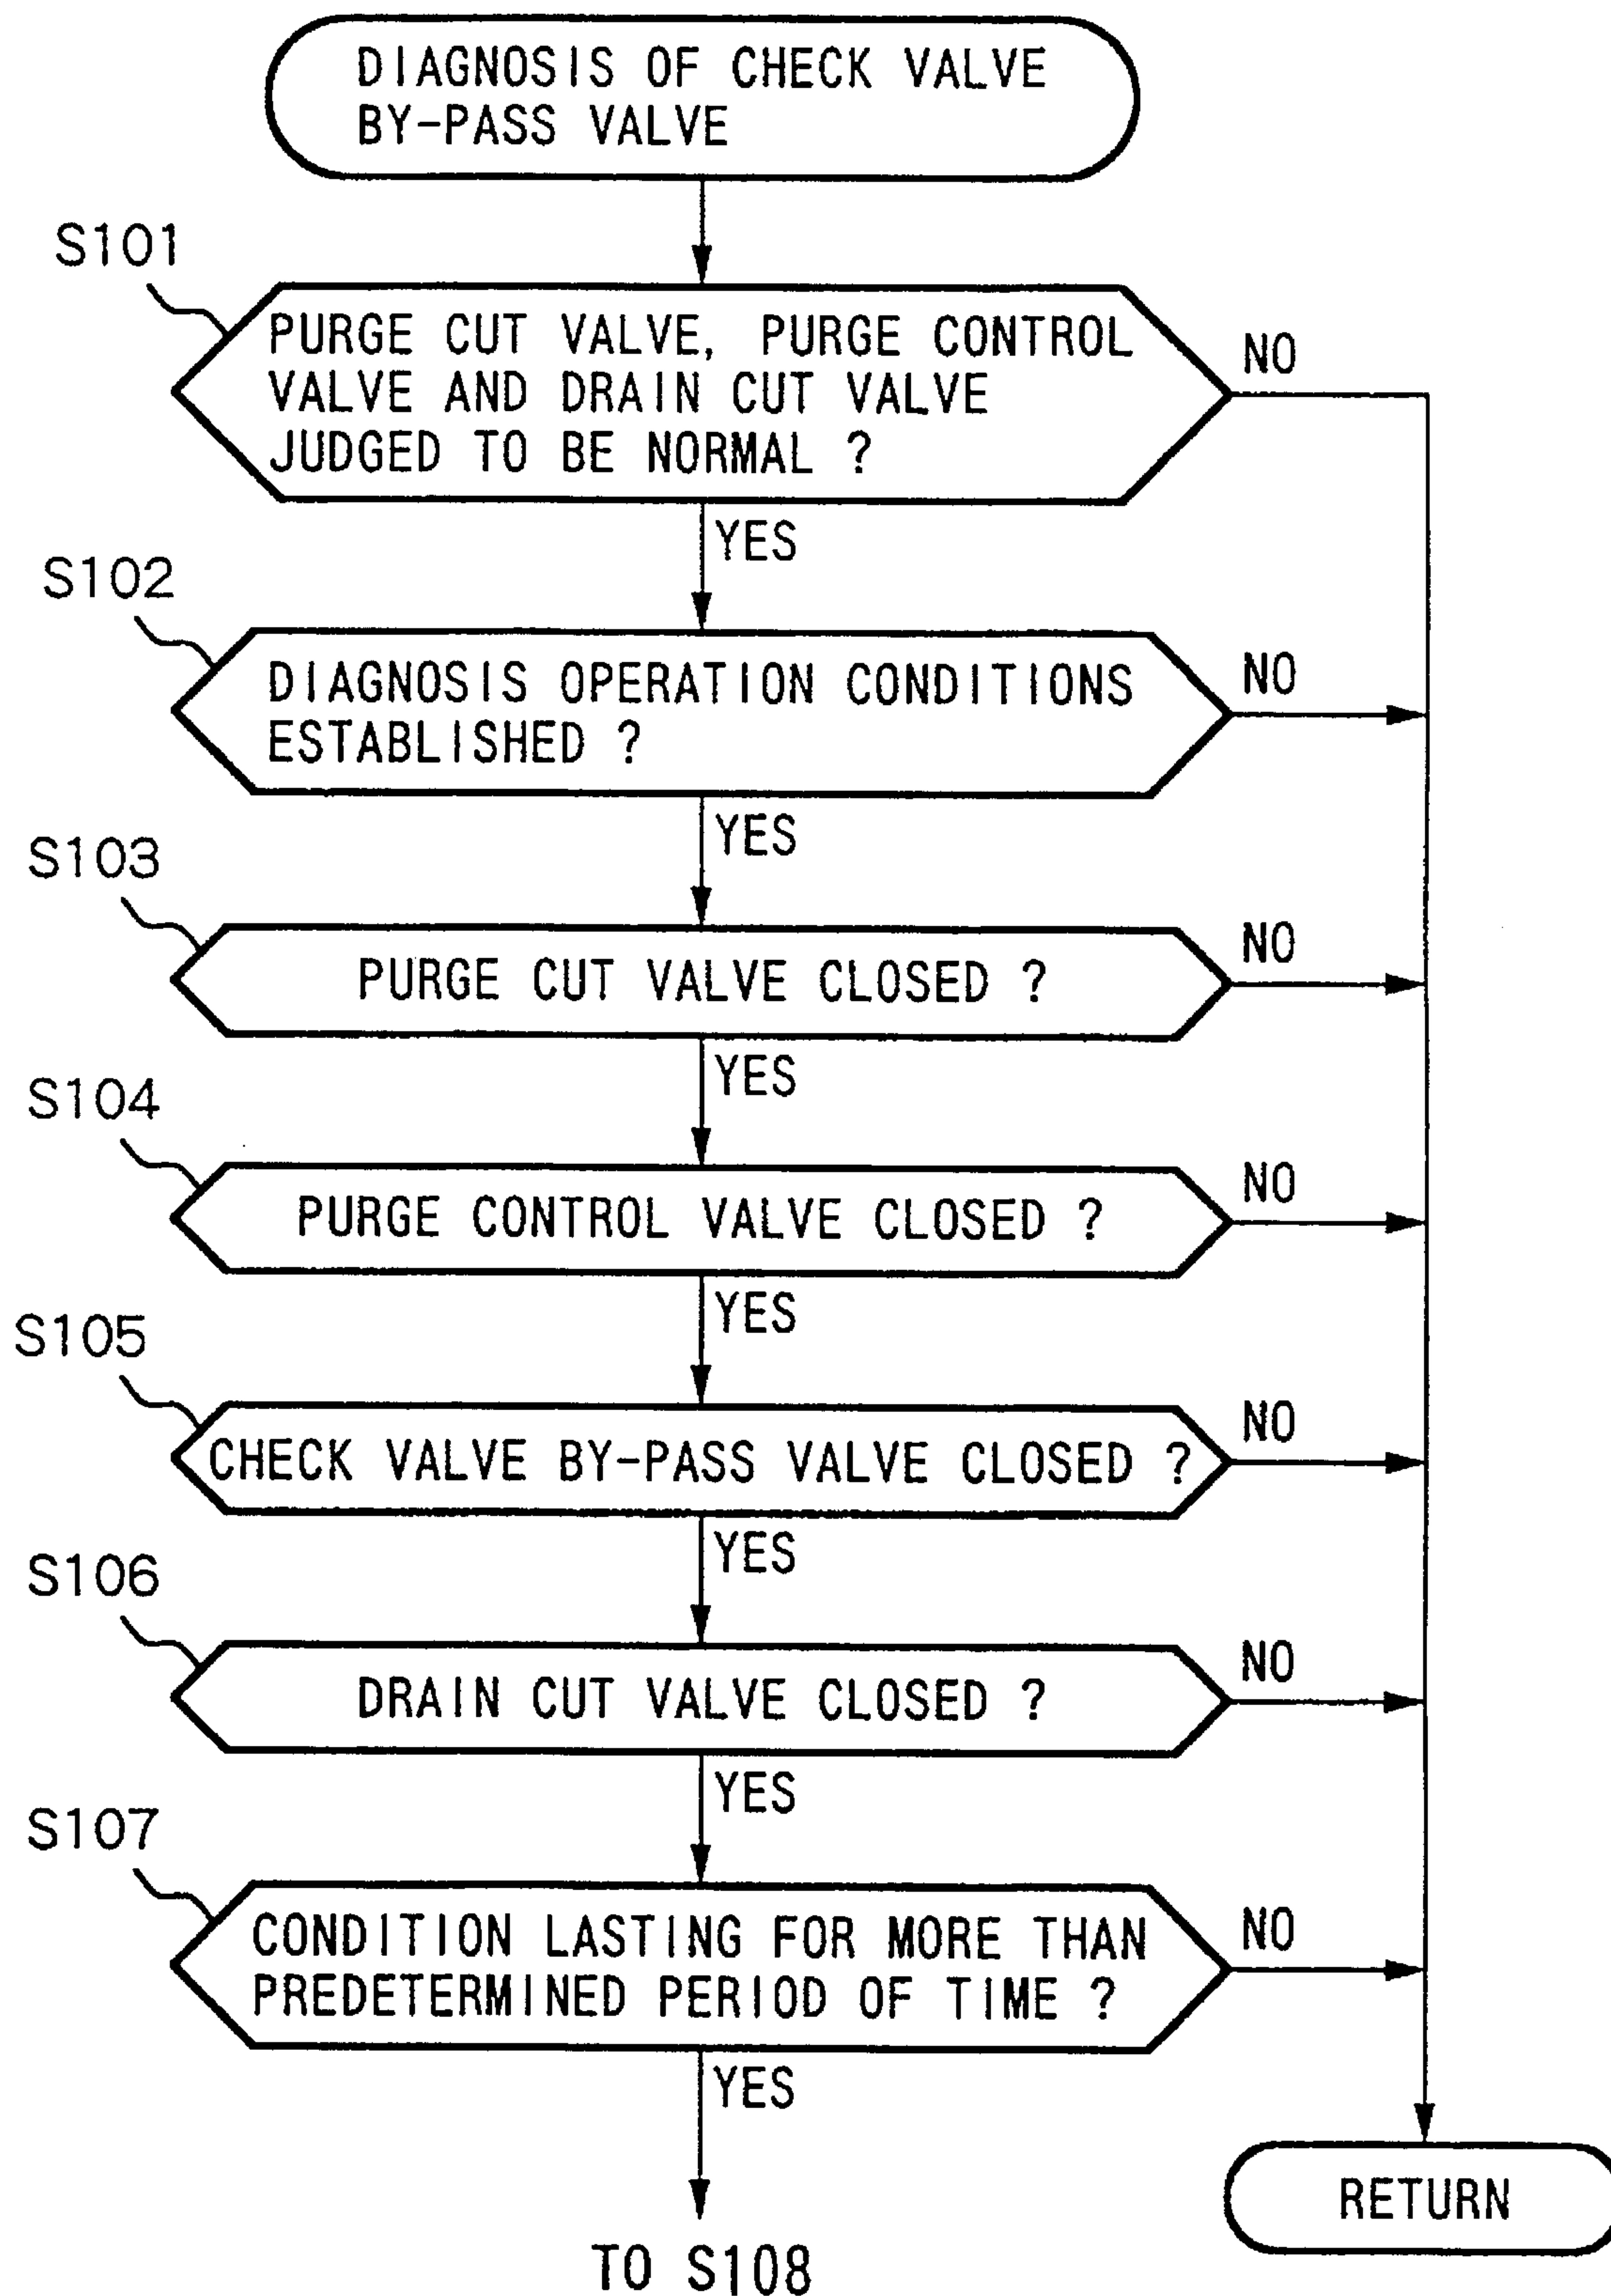 DIAGNOSIS OF CHECK VALVE
BY-PASS VALVE
S101
PURGE CUT VALVE, PURGE CONTROL
VALVE AND DRAIN CUT VALVE
JUDGED TO BE NORMAL ?
NO
YES
S102
DIAGNOSIS OPERATION CONDITIONS
ESTABLISHED ?
NO
YES
S103
PURGE CUT VALVE CLOSED ?
NO
YES
S104
PURGE CONTROL VALVE CLOSED ?
NO
YES
S105
CHECK VALVE BY-PASS VALVE CLOSED ?
NO
YES
S106
DRAIN CUT VALVE CLOSED ?
NO
YES
S107
CONDITION LASTING FOR MORE THAN
PREDETERMINED PERIOD OF TIME ?
NO
YES
RETURN
TO S108